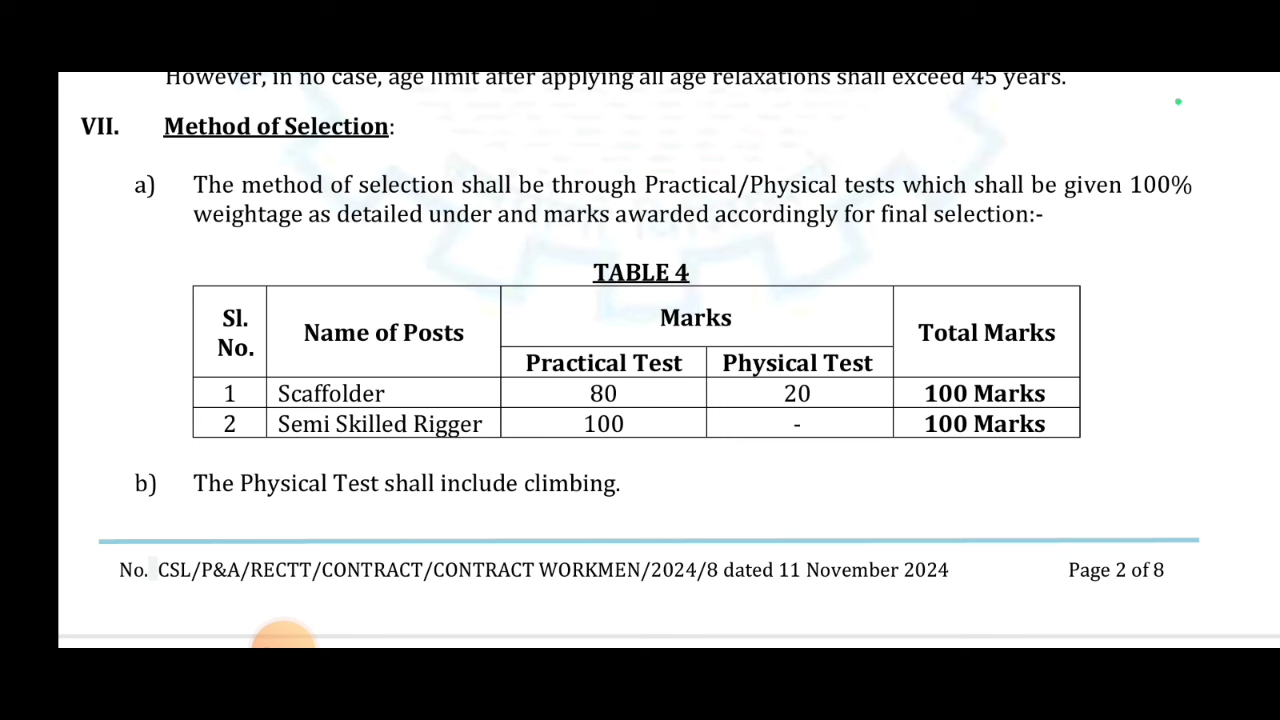 However, in no case, age limit after applying all age relaxations shall exceed 45 years.
VII. Method of Selection:
a) The method of selection shall be through Practical/Physical tests which shall be given 100%
weightage as detailed under and marks awarded accordingly for final selection:-
TABLE 4
Sl. No. Name of Posts Marks Total Marks
Practical Test Physical Test
1 Scaffolder 80 20 100 Marks
2 Semi Skilled Rigger 100 - 100 Marks
b) The Physical Test shall include climbing.
No. CSL/P&A/RECTT/CONTRACT/CONTRACT WORKMEN/2024/8 dated 11 November 2024 Page 2 of 8